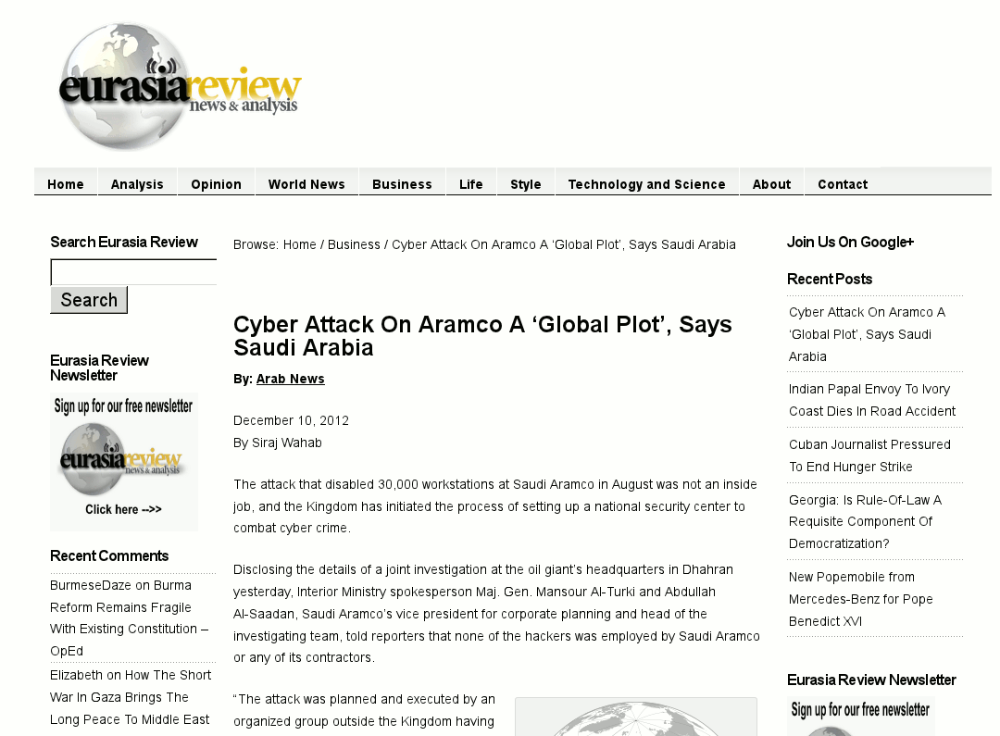 eurasiareview
news & analysis
Home
Analysis
Opinion
World News
Business
Life
Style
Technology and Science
About
Contact
Search Eurasia Review
Search
Eurasia Review
Newsletter
Sign up for our free newsletter
eurasiareview
news & analysis
Click here -->>
Recent Comments
BurmeseDaze on Burma
Reform Remains Fragile
With Existing Constitution –
OpEd
Elizabeth on How The Short
War In Gaza Brings The
Long Peace To Middle East
Browse: Home / Business / Cyber Attack On Aramco A ‘Global Plot’, Says Saudi Arabia
Cyber Attack On Aramco A ‘Global Plot’, Says
Saudi Arabia
By: Arab News
December 10, 2012
By Siraj Wahab
The attack that disabled 30,000 workstations at Saudi Aramco in August was not an inside
job, and the Kingdom has initiated the process of setting up a national security center to
combat cyber crime.
Disclosing the details of a joint investigation at the oil giant’s headquarters in Dhahran
yesterday, Interior Ministry spokesperson Maj. Gen. Mansour Al-Turki and Abdullah
Al-Saadan, Saudi Aramco’s vice president for corporate planning and head of the
investigating team, told reporters that none of the hackers was employed by Saudi Aramco
or any of its contractors.
“The attack was planned and executed by an
organized group outside the Kingdom having
Join Us On Google+
Recent Posts
Cyber Attack On Aramco A
‘Global Plot’, Says Saudi
Arabia
Indian Papal Envoy To Ivory
Coast Dies In Road Accident
Cuban Journalist Pressured
To End Hunger Strike
Georgia: Is Rule-Of-Law A
Requisite Component Of
Democratization?
New Popemobile from
Mercedes-Benz for Pope
Benedict XVI
Eurasia Review Newsletter
Sign up for our free newsletter